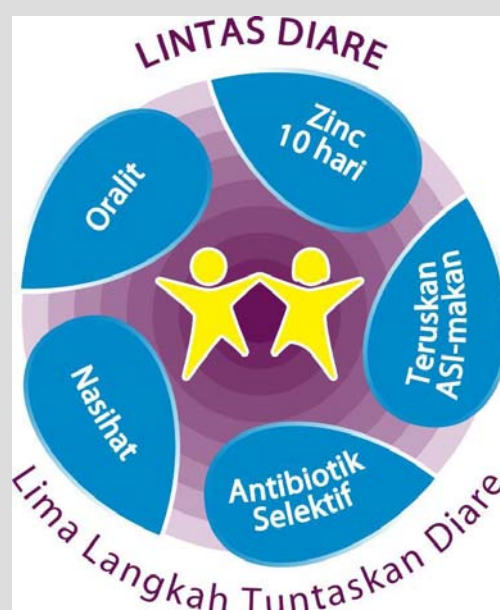 LINTAS DIARE
Oralit
Zinc
10 hari
Teruskan
ASI-makan
Antibiotik
Selektif
Nasihat
Lima Langkah Tuntaskan Diare